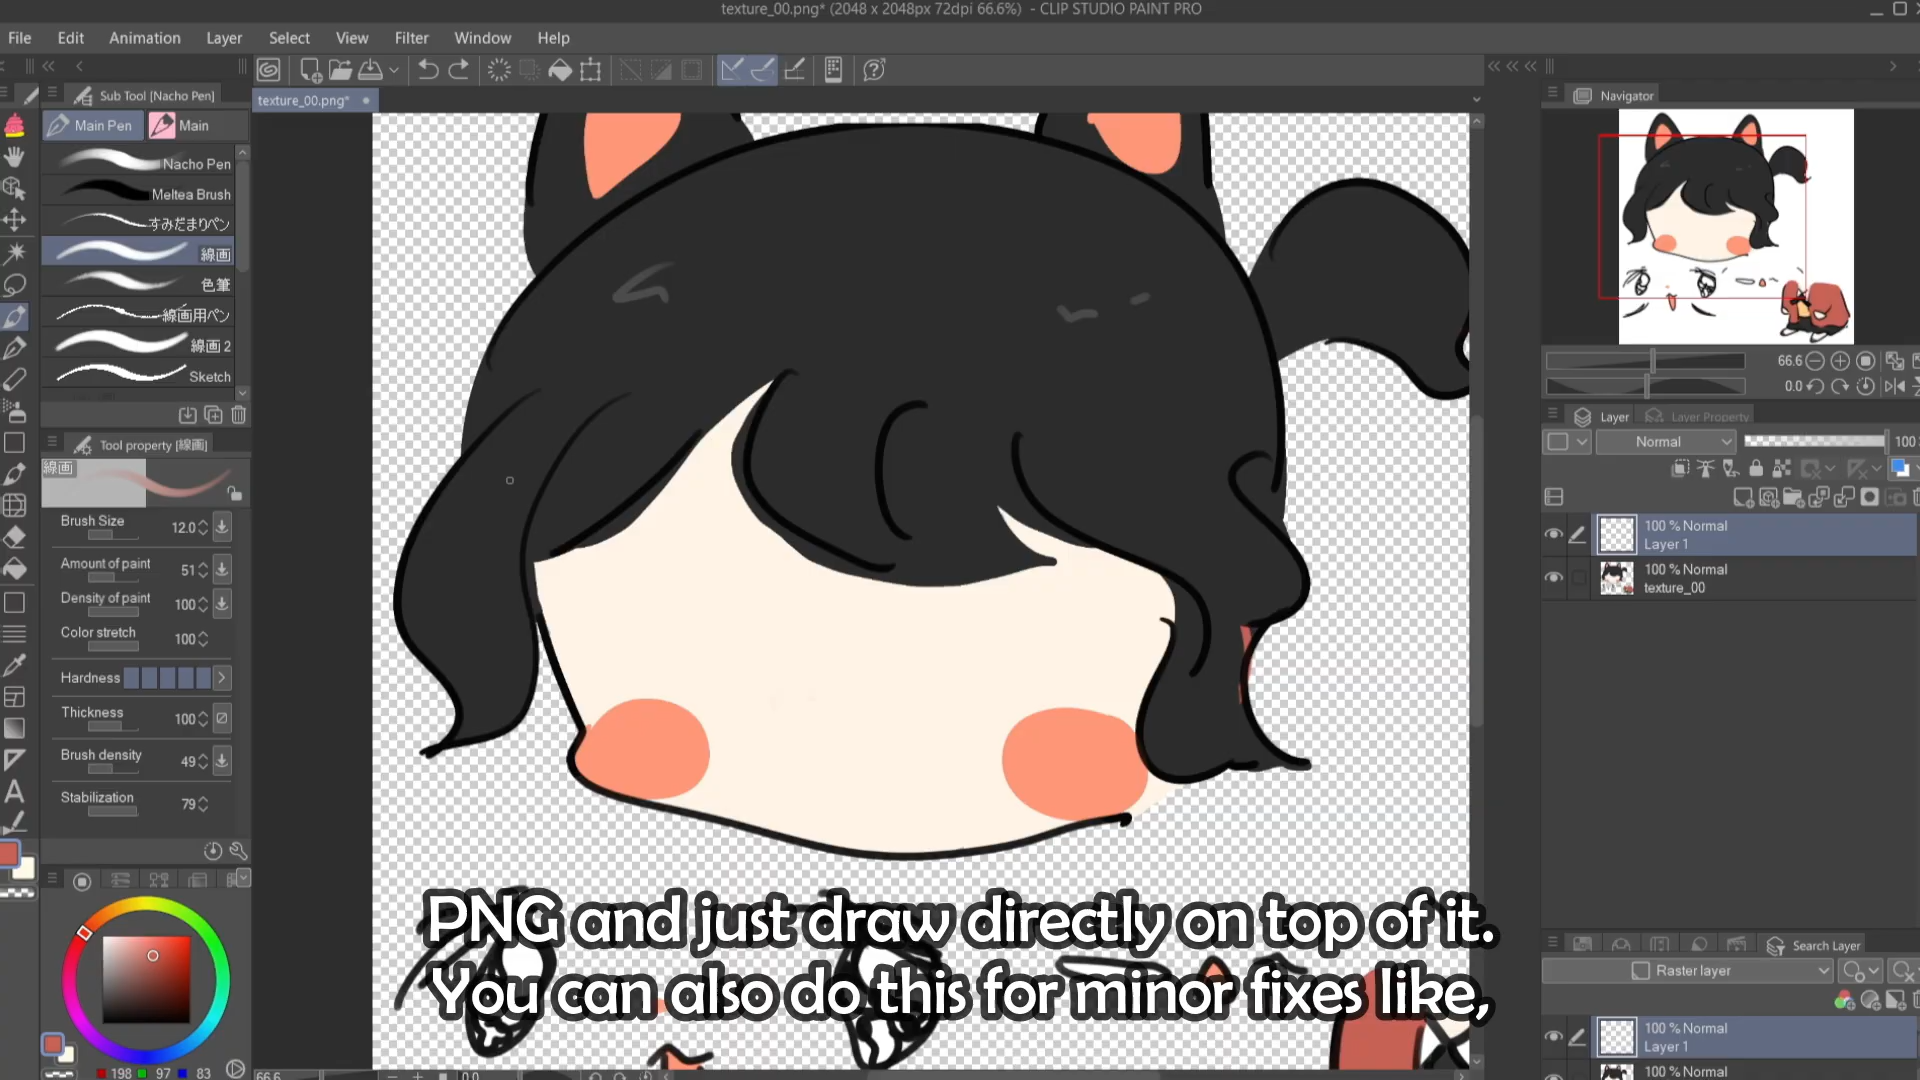 texture_00.png* (2048 x 2048px 72dpi 66.6%) - CLIP STUDIO PAINT PRO
File Edit Animation Layer Select View Filter Window Help
Sub Tool [Nacho Pen]
texture_00.png*
Navigator
Main Pen
Main
Nacho Pen
Meltea Brush
すみだまりペン
線画
色筆
線画用ペン
線画 2
Sketch
Tool property [線画]
線画
Brush Size 12.0
Amount of paint 51
Density of paint 100
Color stretch 100
Hardness
Thickness 100
Brush density 49
Stabilization 79
198 97 83
66.6
0.0
Layer
Layer Property
Normal 100
100 % Normal
Layer 1
100 % Normal
texture_00
Search Layer
Raster layer
100 % Normal
Layer 1
100 % Normal
PNG and just draw directly on top of it.
You can also do this for minor fixes like,
66.6 0.0